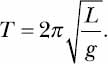 T = 2π√(L/g).